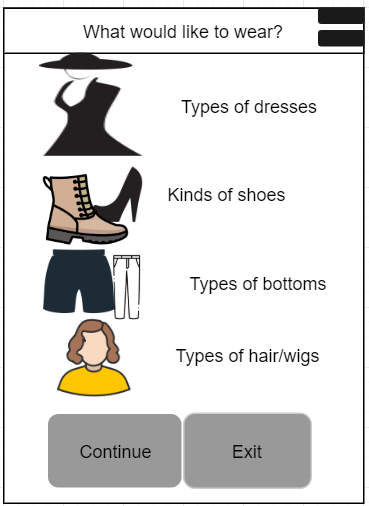 What would like to wear?
Types of dresses
Kinds of shoes
Types of bottoms
Types of hair/wigs
Continue
Exit